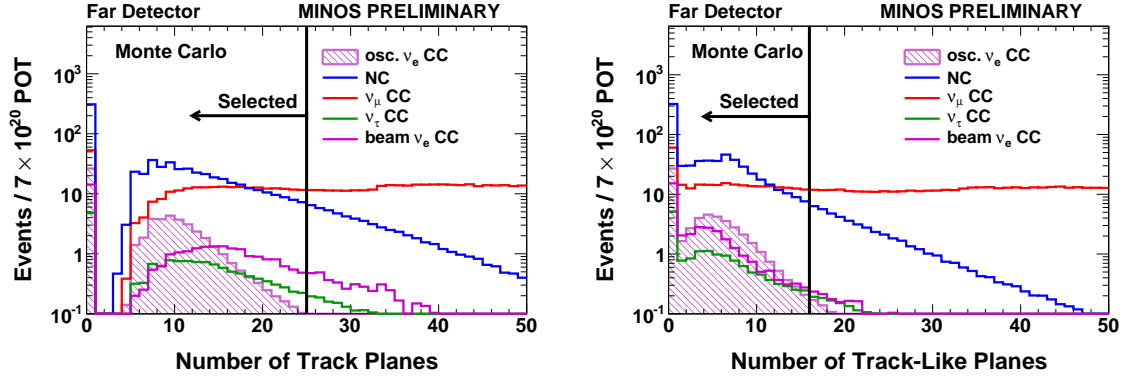 Far Detector MINOS PRELIMINARY
Monte Carlo
osc. νe CC
NC
νμ CC
ντ CC
beam νe CC
Selected
Events / 7 × 10^20 POT
10^3
10^2
10
1
10^-1
0 10 20 30 40 50
Number of Track Planes
Far Detector MINOS PRELIMINARY
Monte Carlo
osc. νe CC
NC
νμ CC
ντ CC
beam νe CC
Selected
Events / 7 × 10^20 POT
10^3
10^2
10
1
10^-1
0 10 20 30 40 50
Number of Track-Like Planes